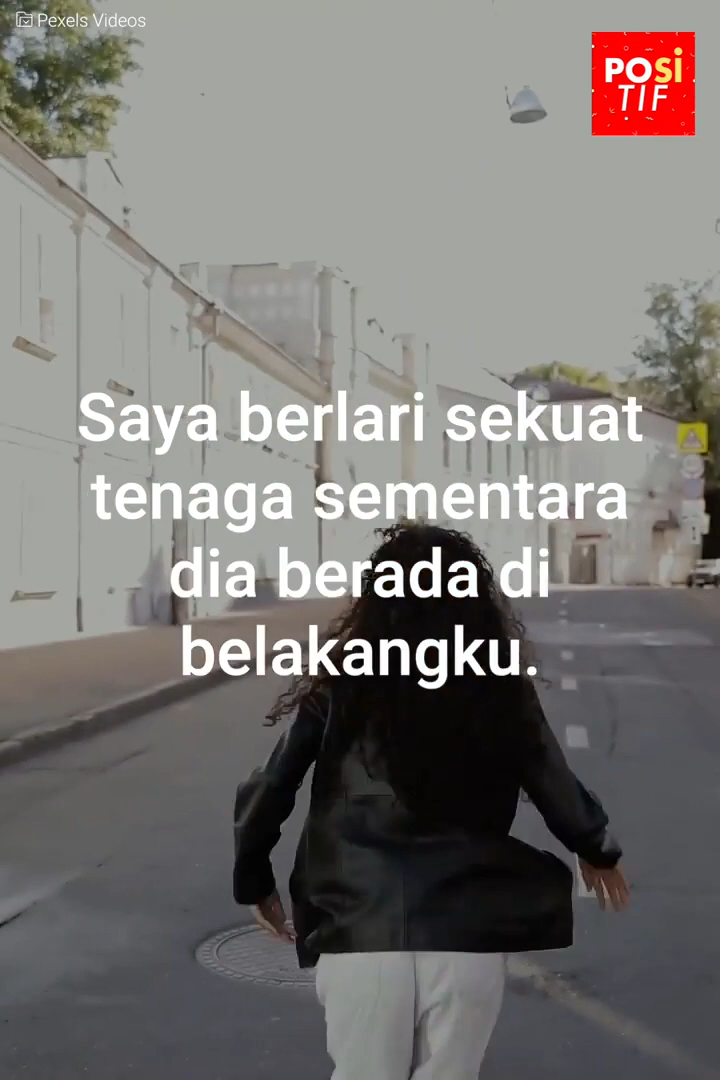 Pexels Videos
POSi
TIF
Saya berlari sekuat
tenaga sementara
dia berada di
belakangku.